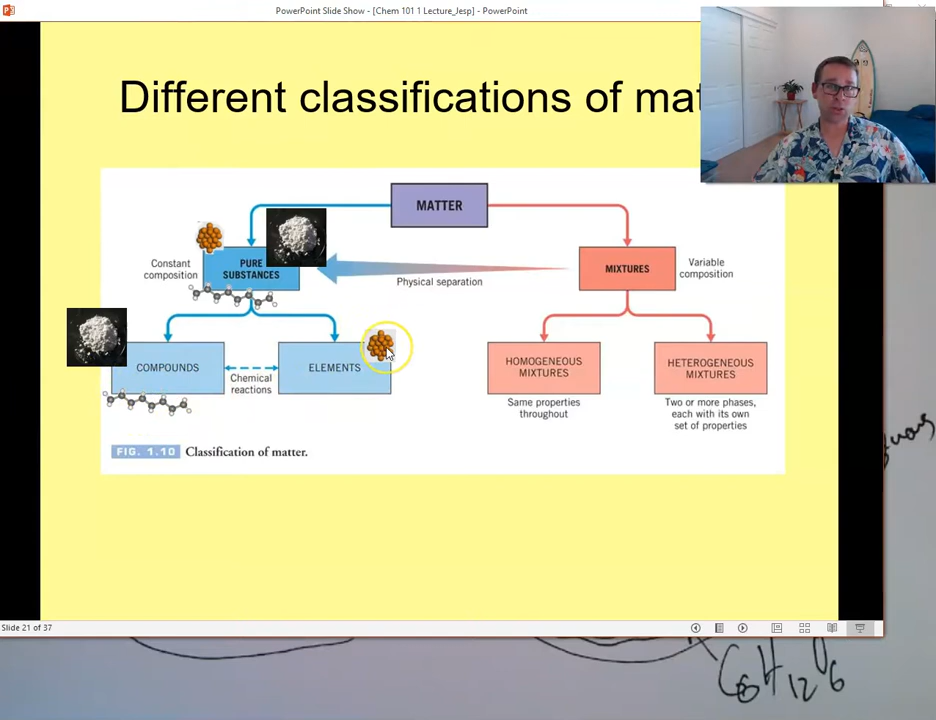 PowerPoint Slide Show - [Chem 101 1 Lecture_Jesp] - PowerPoint
Different classifications of
MATTER
PURE
SUBSTANCES
Constant
composition
Physical separation
MIXTURES
Variable
composition
COMPOUNDS
Chemical
reactions
ELEMENTS
HOMOGENEOUS
MIXTURES
Same properties
throughout
HETEROGENEOUS
MIXTURES
Two or more phases,
each with its own
set of properties
FIG. 1.10 Classification of matter.
Slide 21 of 37
C6H12O6